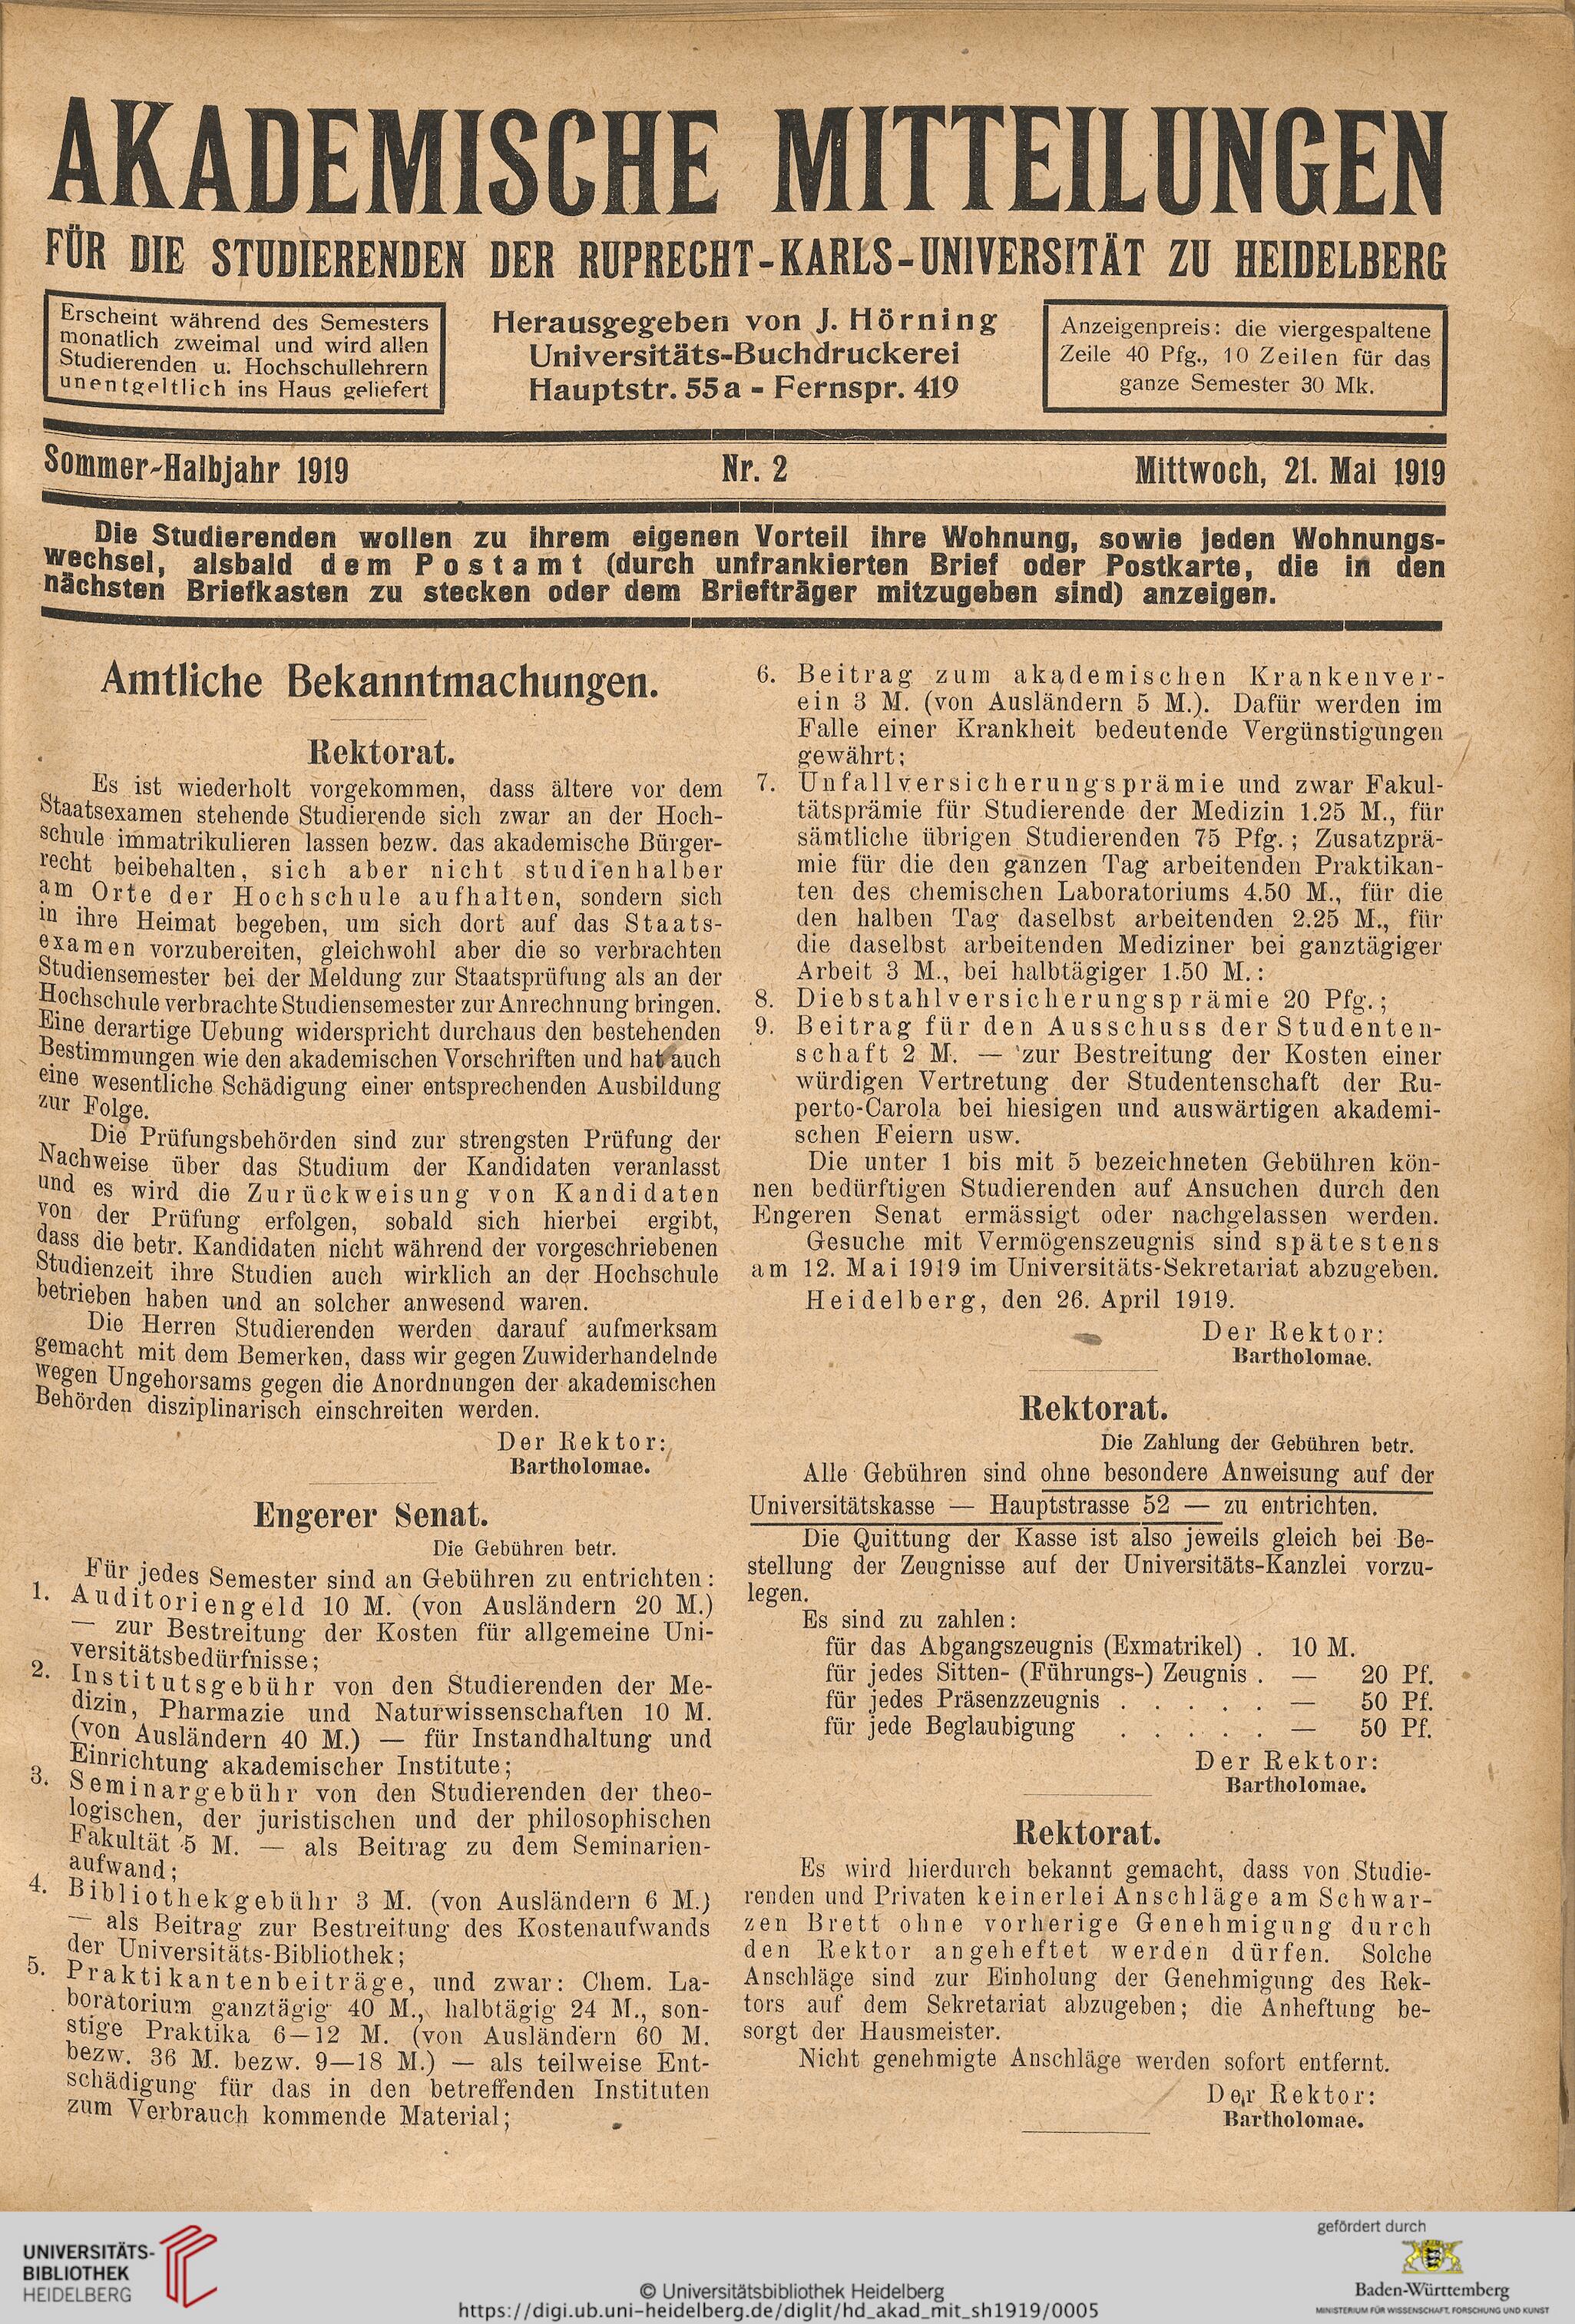 AKADEMISCHE MITTEILUNGEN
FÜR DIE STUDIERENDEN DER RUPRECHT-KARLS-UNIVERSITÄT ZU HEIDELBERG
Erscheint während des Semesters
monatlich zweimal und wird allen
Studierenden u. Hochschullehrern
unentgeltlich ins Haus geliefert
Herausgegeben von J. Hörning
Universitäts-Buchdruckerei
Hauptstr. 55a - Fernspr. 419
Anzeigenpreis: die viergespaltene
Zeile 40 Pfg., 10 Zeilen für das
ganze Semester 30 Mk.
Sommer-Halbjahr 1919 Nr. 2 Mittwoch, 21. Mai 1919
Die Studierenden wollen zu ihrem eigenen Vorteil ihre Wohnung, sowie jeden Wohnungs-
wechsel, alsbald dem Postamt (durch unfrankierten Brief oder Postkarte, die in den
nächsten Briefkasten zu stecken oder dem Briefträger mitzugeben sind) anzeigen.
Amtliche Bekanntmachungen.
Rektorat.
Es ist wiederholt vorgekommen, dass ältere vor dem
Staatsexamen stehende Studierende sich zwar an der Hoch-
schule immatrikulieren lassen bezw. das akademische Bürger-
recht beibehalten, sich aber nicht studienhalber
am Orte der Hochschule aufhalten, sondern sich
in ihre Heimat begeben, um sich dort auf das Staats-
examen vorzubereiten, gleichwohl aber die so verbrachten
Studiensemester bei der Meldung zur Staatsprüfung als an der
Hochschule verbrachte Studiensemester zur Anrechnung bringen.
Eine derartige Uebung widerspricht durchaus den bestehenden
Bestimmungen wie den akademischen Vorschriften und hat auch
eine wesentliche Schädigung einer entsprechenden Ausbildung
zur Folge.
Die Prüfungsbehörden sind zur strengsten Prüfung der
Nachweise über das Studium der Kandidaten veranlasst
und es wird die Zurückweisung von Kandidaten
von der Prüfung erfolgen, sobald sich hierbei ergibt,
dass die betr. Kandidaten nicht während der vorgeschriebenen
Studienzeit ihre Studien auch wirklich an der Hochschule
betrieben haben und an solcher anwesend waren.
Die Herren Studierenden werden darauf aufmerksam
gemacht mit dem Bemerken, dass wir gegen Zuwiderhandelnde
wegen Ungehorsams gegen die Anordnungen der akademischen
Behörden disziplinarisch einschreiten werden.
Der Rektor:
Bartholomae.
Engerer Senat.
Die Gebühren betr.
Für jedes Semester sind an Gebühren zu entrichten:
1. Auditoriengeld 10 M. (von Ausländern 20 M.)
— zur Bestreitung der Kosten für allgemeine Uni-
versitätsbedürfnisse;
2. Institutsgebühr von den Studierenden der Me-
dizin, Pharmazie und Naturwissenschaften 10 M.
(von Ausländern 40 M.) — für Instandhaltung und
Einrichtung akademischer Institute;
3. Seminargebühr von den Studierenden der theo-
logischen, der juristischen und der philosophischen
Fakultät 5 M. — als Beitrag zu dem Seminarien-
aufwand;
4. Bibliothekgebühr 3 M. (von Ausländern 6 M.)
— als Beitrag zur Bestreitung des Kostenaufwands
der Universitäts-Bibliothek;
5. Praktikantenbeiträge, und zwar: Chem. La-
boratorium ganztägig 40 M., halbtägig 24 M., son-
stige Praktika 6—12 M. (von Ausländern 60 M.
bezw. 36 M. bezw. 9—18 M.) — als teilweise Ent-
schädigung für das in den betreffenden Instituten
zum Verbrauch kommende Material;
6. Beitrag zum akademischen Krankenver-
ein 3 M. (von Ausländern 5 M.). Dafür werden im
Falle einer Krankheit bedeutende Vergünstigungen
gewährt;
7. Unfallversicherungsprämie und zwar Fakul-
tätsprämie für Studierende der Medizin 1.25 M., für
sämtliche übrigen Studierenden 75 Pfg.; Zusatzprä-
mie für die den ganzen Tag arbeitenden Praktikan-
ten des chemischen Laboratoriums 4.50 M., für die
den halben Tag daselbst arbeitenden 2.25 M., für
die daselbst arbeitenden Mediziner bei ganztägiger
Arbeit 3 M., bei halbtägiger 1.50 M.:
8. Diebstahlversicherungsprämie 20 Pfg.;
9. Beitrag für den Ausschuss der Studenten-
schaft 2 M. — zur Bestreitung der Kosten einer
würdigen Vertretung der Studentenschaft der Ru-
perto-Carola bei hiesigen und auswärtigen akademi-
schen Feiern usw.
Die unter 1 bis mit 5 bezeichneten Gebühren kön-
nen bedürftigen Studierenden auf Ansuchen durch den
Engeren Senat ermässigt oder nachgelassen werden.
Gesuche mit Vermögenszeugnis sind spätestens
am 12. Mai 1919 im Universitäts-Sekretariat abzugeben.
Heidelberg, den 26. April 1919.
Der Rektor:
Bartholomae.
Rektorat.
Die Zahlung der Gebühren betr.
Alle Gebühren sind ohne besondere Anweisung auf der
Universitätskasse — Hauptstrasse 52 — zu entrichten.
Die Quittung der Kasse ist also jeweils gleich bei Be-
stellung der Zeugnisse auf der Universitäts-Kanzlei vorzu-
legen.
Es sind zu zahlen:
für das Abgangszeugnis (Exmatrikel) . 10 M.
für jedes Sitten- (Führungs-) Zeugnis . — 20 Pf.
für jedes Präsenzzeugnis . . . . . — 50 Pf.
für jede Beglaubigung . . . . . — 50 Pf.
Der Rektor:
Bartholomae.
Rektorat.
Es wird hierdurch bekannt gemacht, dass von Studie-
renden und Privaten keinerlei Anschläge am Schwar-
zen Brett ohne vorherige Genehmigung durch
den Rektor angeheftet werden dürfen. Solche
Anschläge sind zur Einholung der Genehmigung des Rek-
tors auf dem Sekretariat abzugeben; die Anheftung be-
sorgt der Hausmeister.
Nicht genehmigte Anschläge werden sofort entfernt.
Der Rektor:
Bartholomae.
UNIVERSITÄTS-
BIBLIOTHEK
HEIDELBERG
© Universitätsbibliothek Heidelberg
https://digi.ub.uni-heidelberg.de/diglit/hd_akad_mit_sh1919/0005
gefördert durch
Baden-Württemberg
MINISTERIUM FÜR WISSENSCHAFT, FORSCHUNG UND KUNST